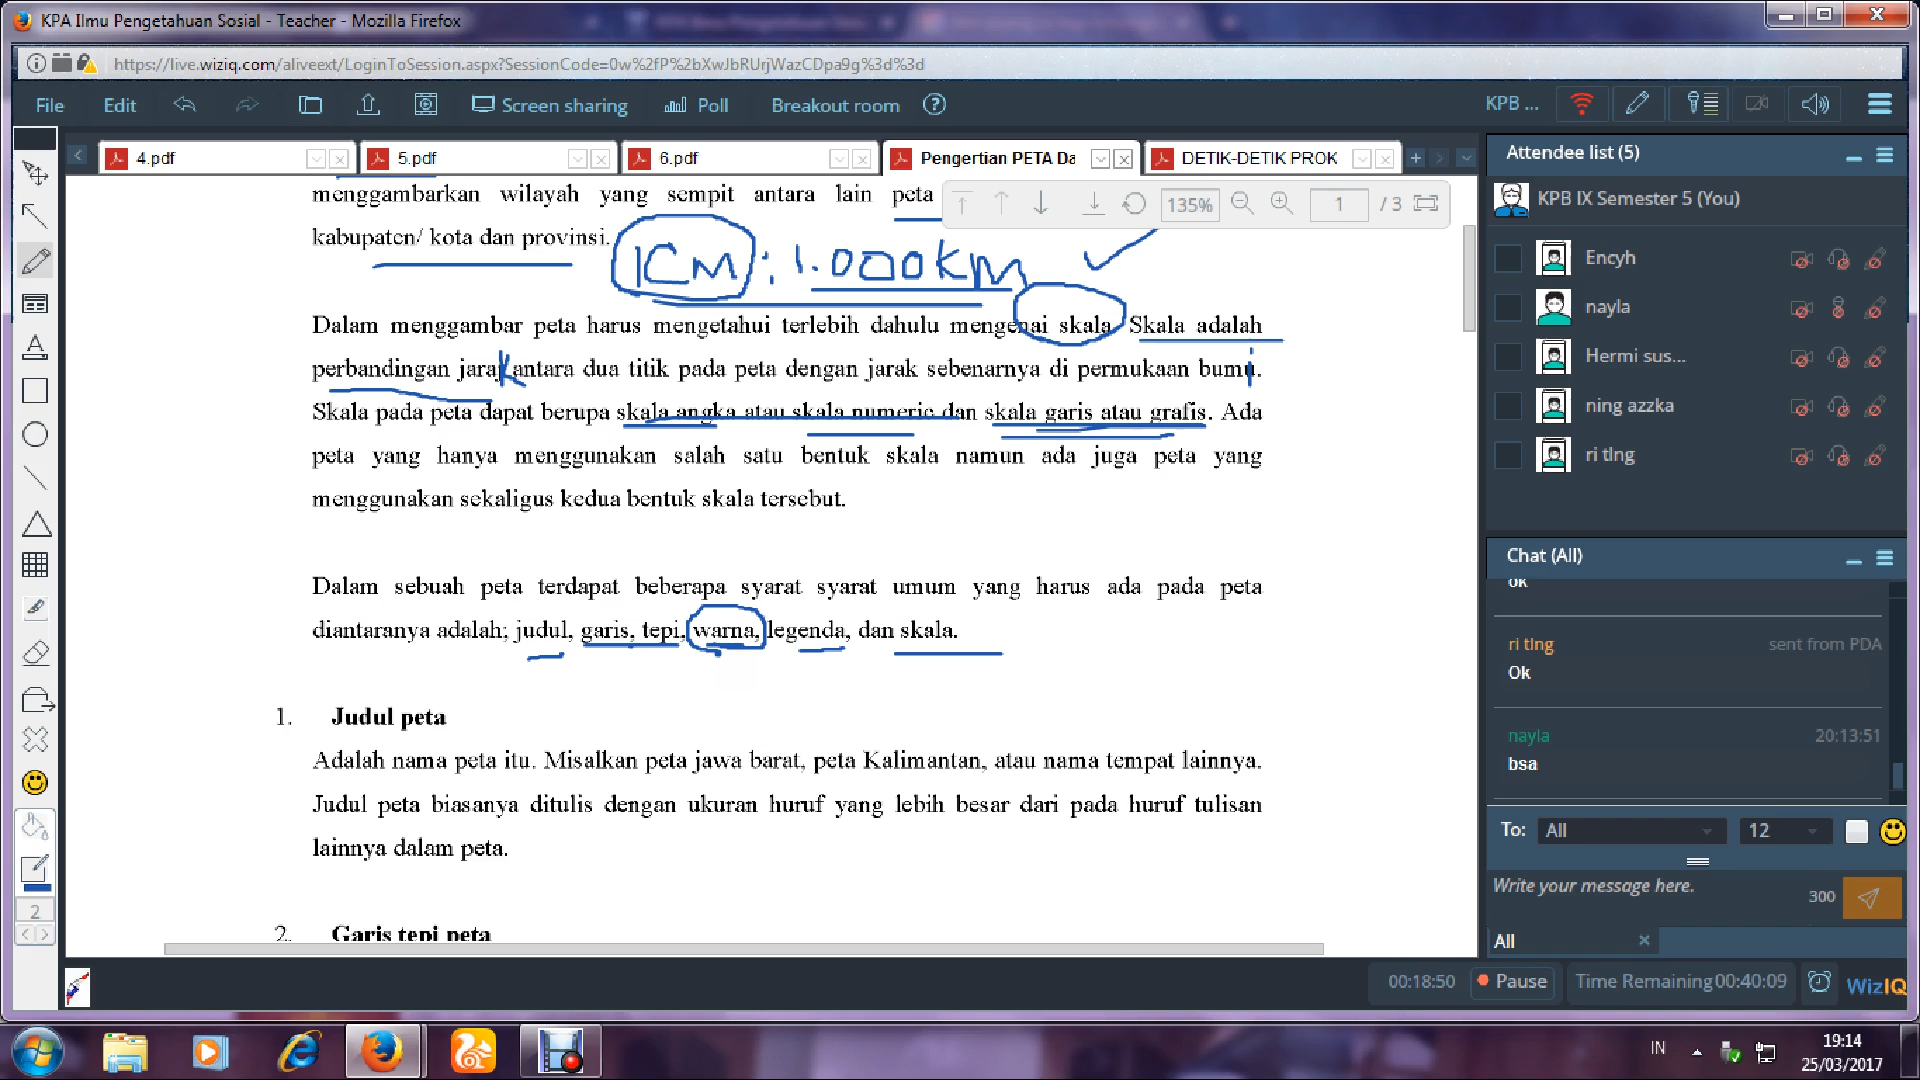 KPA Ilmu Pengetahuan Sosial - Teacher - Mozilla Firefox
https://live.wiziq.com/aliveext/LoginToSession.aspx?SessionCode=0w%2fP%2bXwJbRUrjWazCDpa9g%3d%3d
File Edit Screen sharing Poll Breakout room KPB ...
4.pdf 5.pdf 6.pdf Pengertian PETA Da DETIK-DETIK PROK
135% 1 / 3
menggambarkan wilayah yang sempit antara lain peta
kabupaten/ kota dan provinsi.
1CM : 1.000KM
Dalam menggambar peta harus mengetahui terlebih dahulu mengenai skala. Skala adalah
perbandingan jarak antara dua titik pada peta dengan jarak sebenarnya di permukaan bumi.
Skala pada peta dapat berupa skala angka atau skala numeric dan skala garis atau grafis. Ada
peta yang hanya menggunakan salah satu bentuk skala namun ada juga peta yang
menggunakan sekaligus kedua bentuk skala tersebut.
Dalam sebuah peta terdapat beberapa syarat syarat umum yang harus ada pada peta
diantaranya adalah; judul, garis, tepi, warna, legenda, dan skala.
1. Judul peta
Adalah nama peta itu. Misalkan peta jawa barat, peta Kalimantan, atau nama tempat lainnya.
Judul peta biasanya ditulis dengan ukuran huruf yang lebih besar dari pada huruf tulisan
lainnya dalam peta.
2. Garis tepi peta
2
Attendee list (5)
KPB IX Semester 5 (You)
Encyh
nayla
Hermi sus...
ning azzka
ri tIng
Chat (All)
ok
ri tIng sent from PDA
Ok
nayla 20:13:51
bsa
To: All 12
Write your message here. 300
All
00:18:50 Pause Time Remaining 00:40:09 WizIQ
IN 19:14
25/03/2017